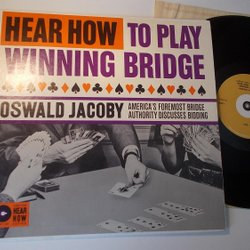 HEAR HOW TO PLAY
WINNING BRIDGE
OSWALD JACOBY
AMERICA'S FOREMOST BRIDGE
AUTHORITY DISCUSSES BIDDING
HEAR
HOW